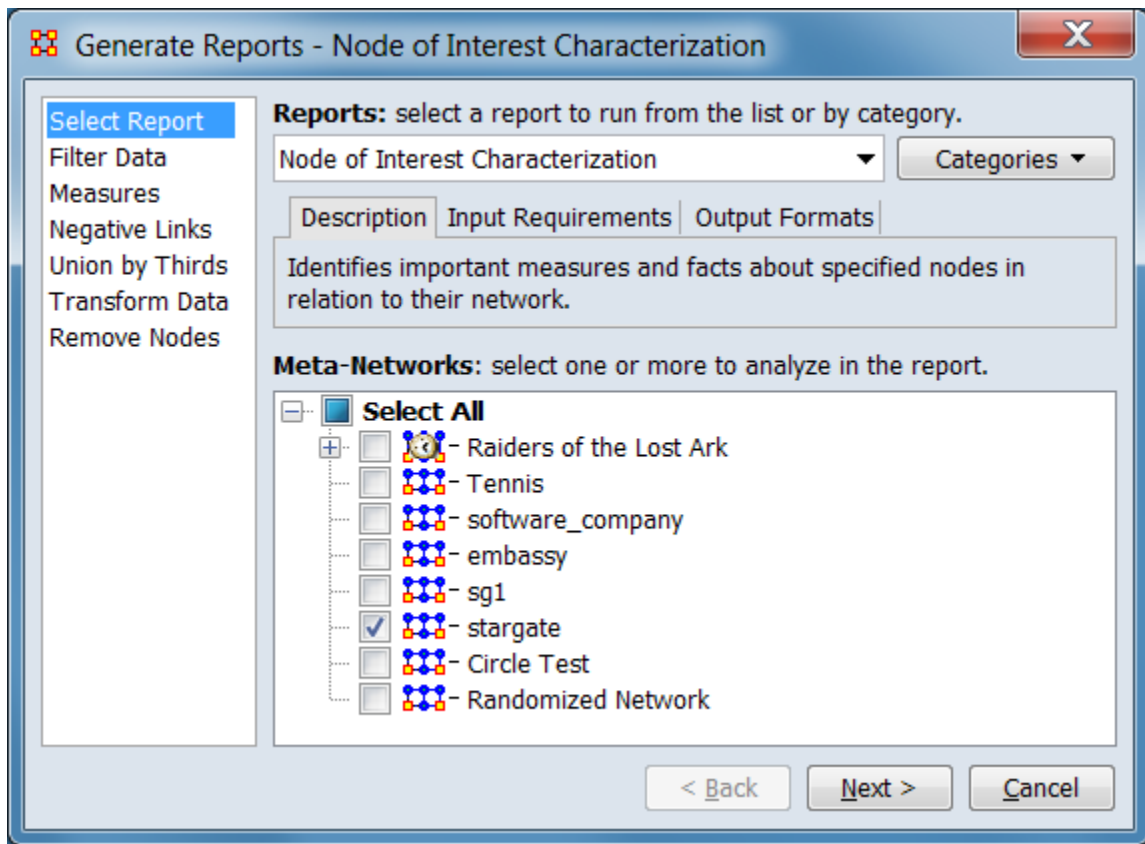 Generate Reports - Node of Interest Characterization
X
Select Report
Filter Data
Measures
Negative Links
Union by Thirds
Transform Data
Remove Nodes
Reports: select a report to run from the list or by category.
Node of Interest Characterization
Categories
Description
Input Requirements
Output Formats
Identifies important measures and facts about specified nodes in
relation to their network.
Meta-Networks: select one or more to analyze in the report.
Select All
Raiders of the Lost Ark
Tennis
software_company
embassy
sg1
stargate
Circle Test
Randomized Network
< Back
Next >
Cancel